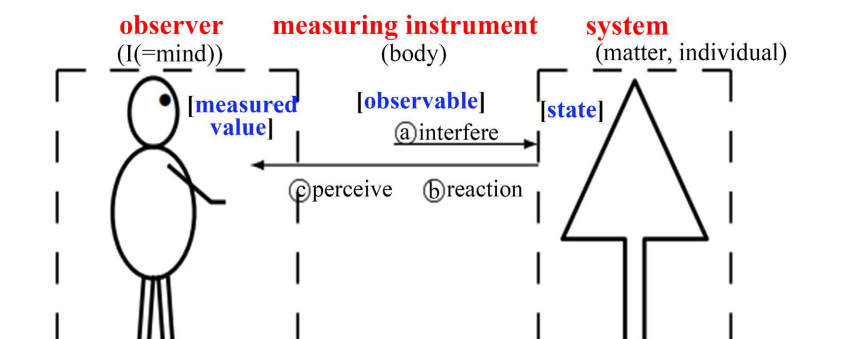 observer measuring instrument system
(I(=mind)) (body) (matter, individual)
[measured
value]
[observable]
[state]
ⓐinterfere
ⓒperceive ⓑreaction